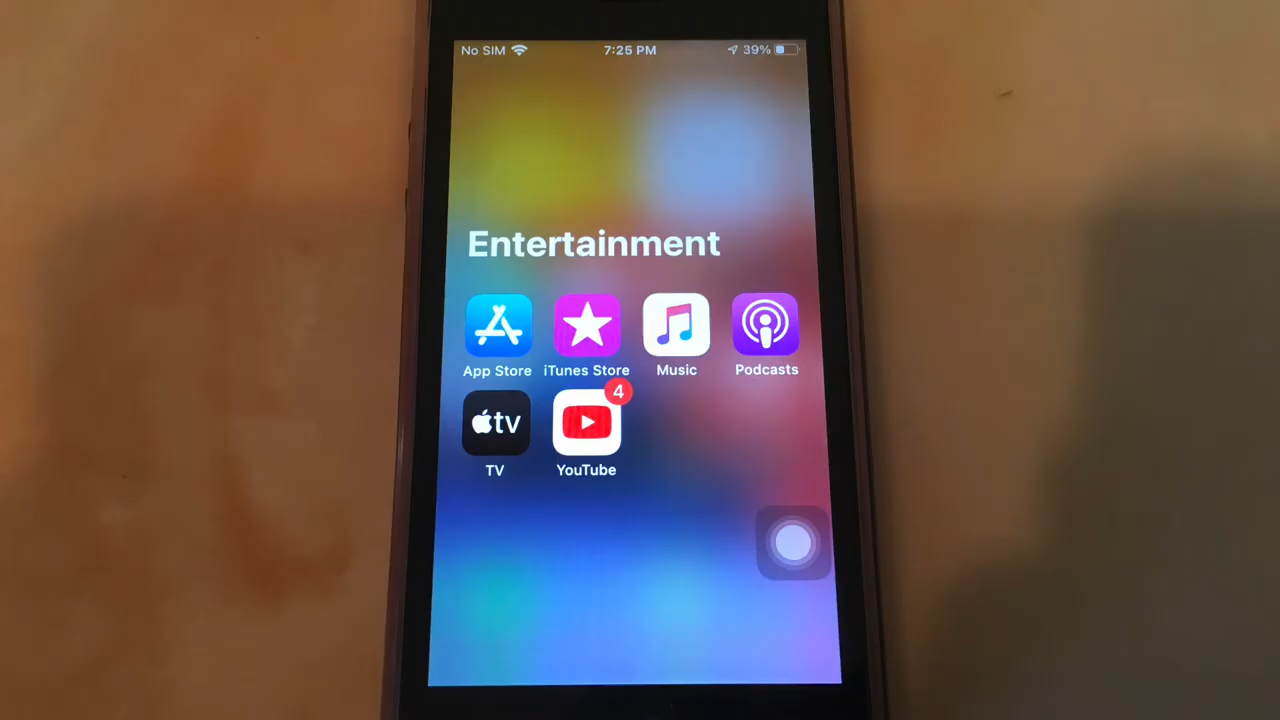 No SIM 7:25 PM 39%
Entertainment
App Store iTunes Store Music Podcasts
4
tv
TV YouTube